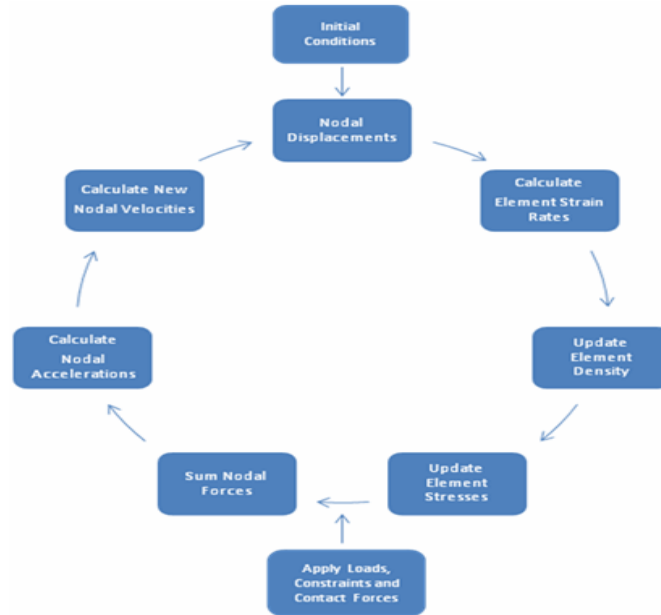 Initial
Conditions
Nodal
Displacements
Calculate
Element Strain
Rates
Update
Element
Density
Update
Element
Stresses
Apply Loads,
Constraints and
Contact Forces
Sum Nodal
Forces
Calculate
Nodal
Accelerations
Calculate New
Nodal Velocities